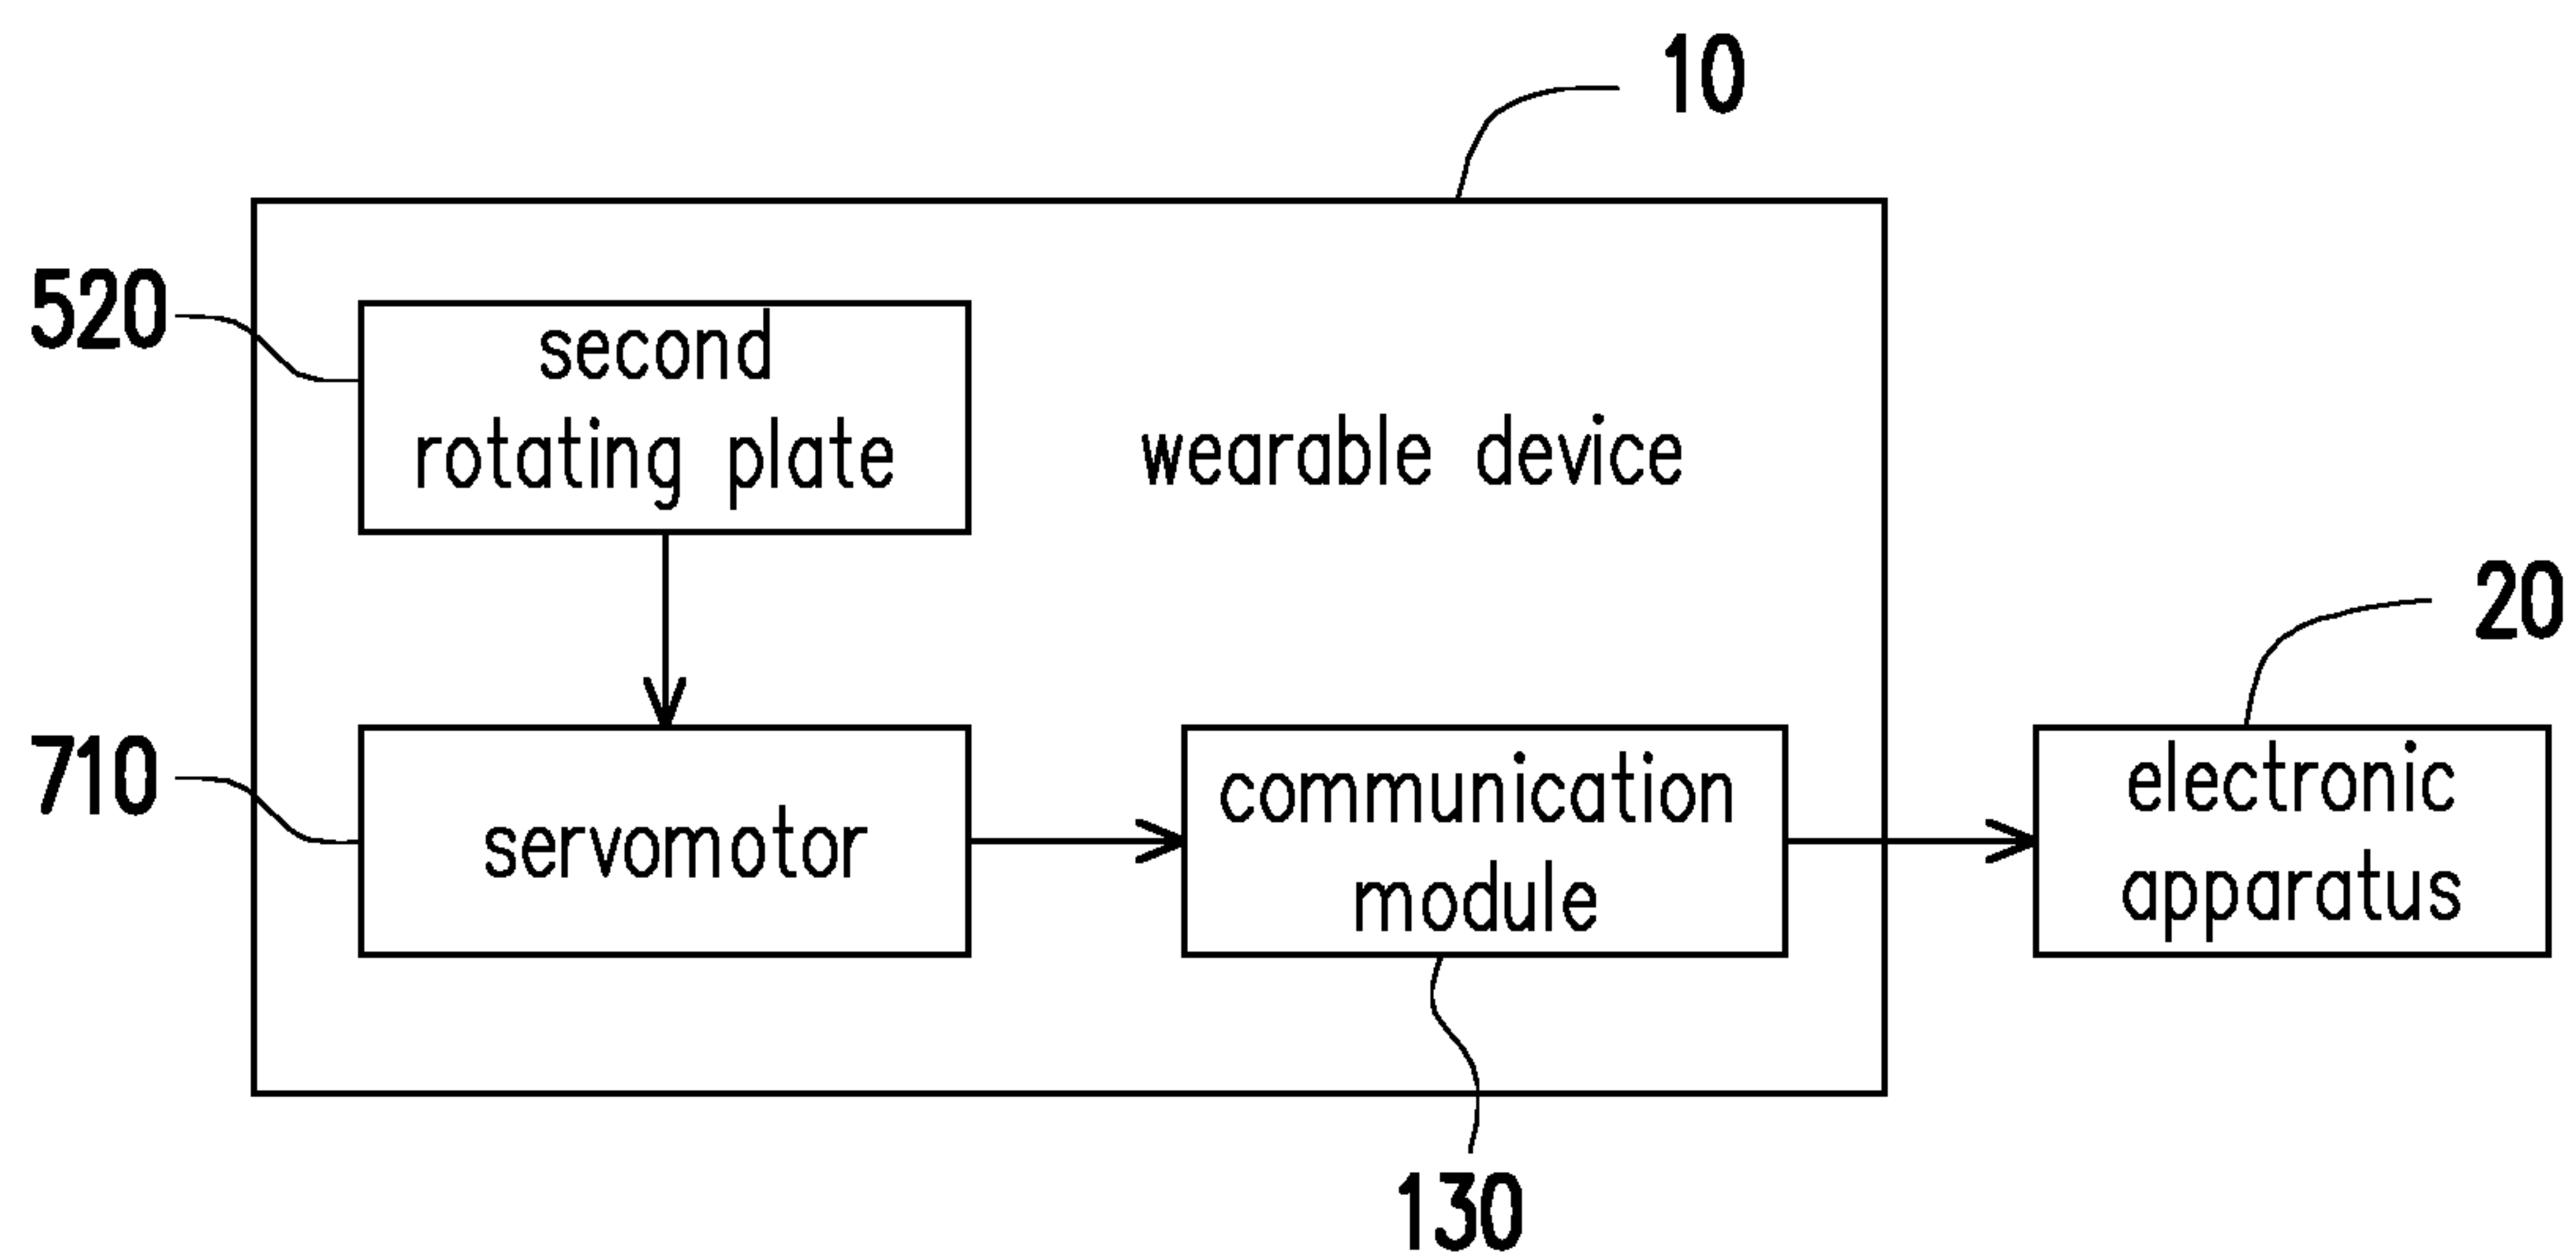 10
520
second
rotating plate
wearable device
20
710
servomotor
communication
module
electronic
apparatus
130